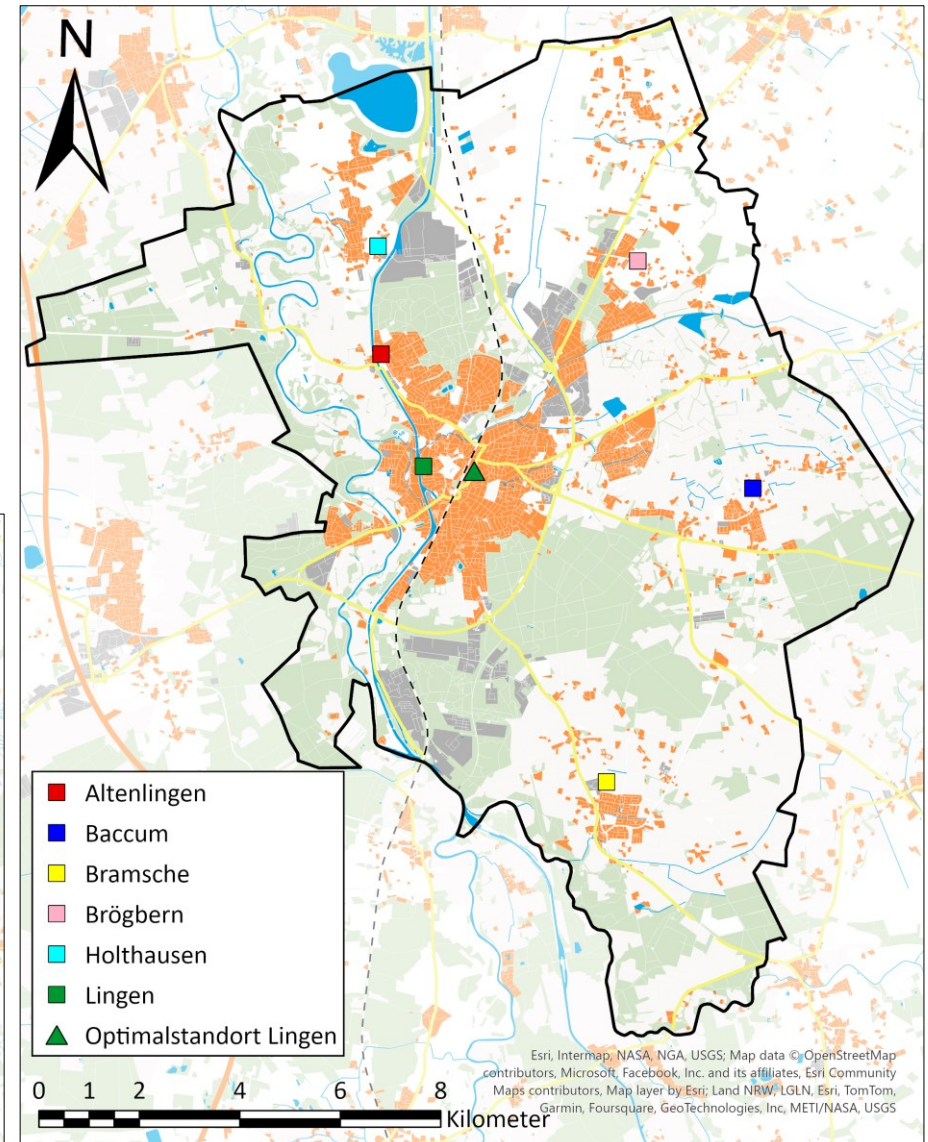 N
Altenlingen
Baccum
Bramsche
Brögbern
Holthausen
Lingen
Optimalstandort Lingen
0 1 2 4 6 8
Kilometer
Esri, Intermap, NASA, NGA, USGS; Map data © OpenStreetMap
contributors, Microsoft, Facebook, Inc. and its affiliates, Esri Community
Maps contributors, Map layer by Esri; Land NRW, LGLN, Esri, TomTom,
Garmin, Foursquare, GeoTechnologies, Inc, METI/NASA, USGS